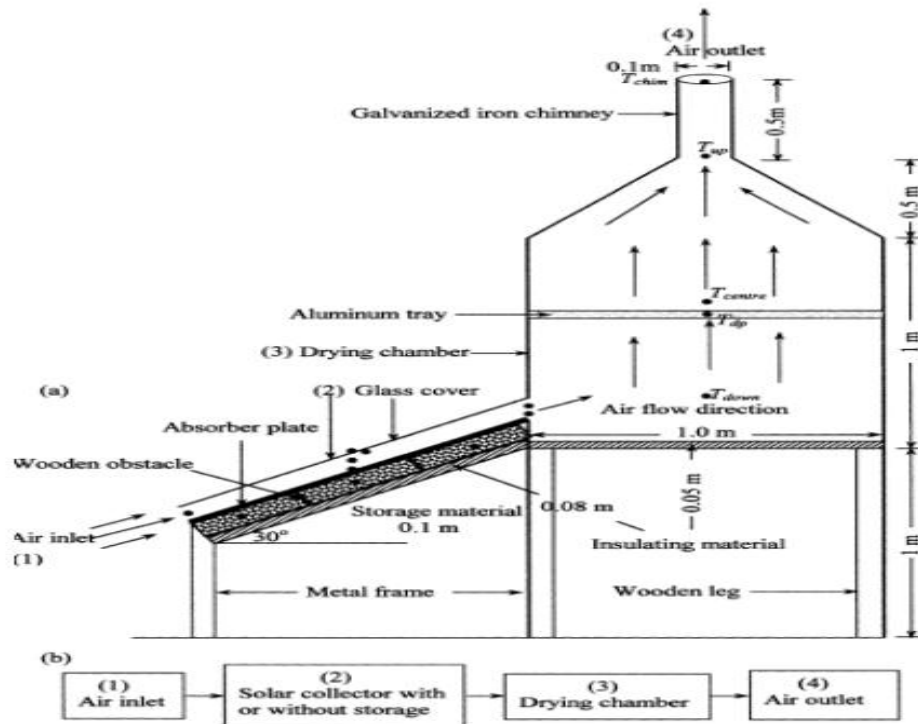 (4)
Air outlet
0.1m
T_chim
Galvanized iron chimney
0.5m
T_up
0.5 m
T_centre
Aluminum tray
T_dp
(3) Drying chamber
1m
(a)
(2) Glass cover
T_down
Air flow direction
Absorber plate
1.0 m
Wooden obstacle
0.05 m
Storage material
0.08 m
0.1 m
Air inlet
30°
(1)
Insulating material
1m
Metal frame
Wooden leg
(b)
(1)
Air inlet
(2)
Solar collector with
or without storage
(3)
Drying chamber
(4)
Air outlet